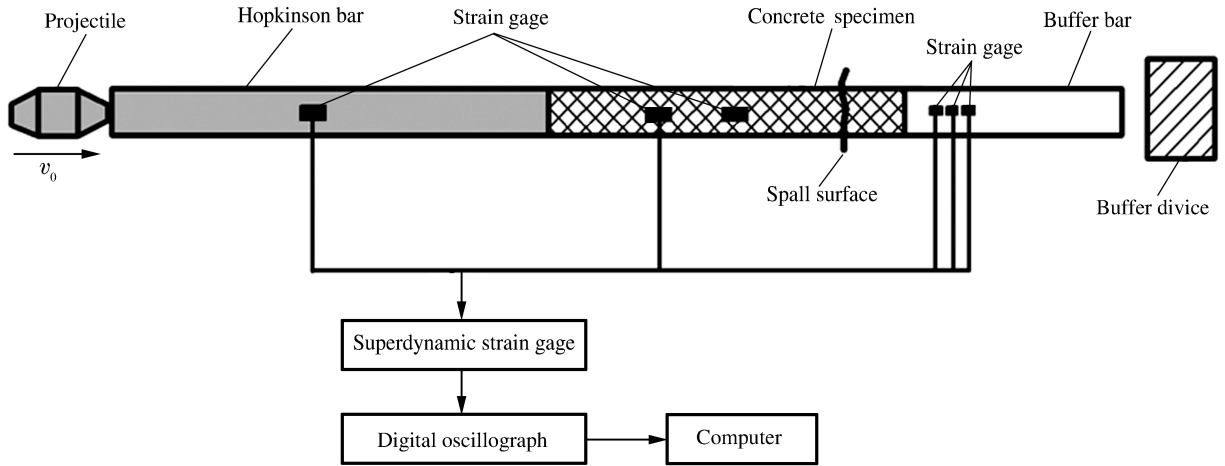 Projectile
Hopkinson bar
Strain gage
Concrete specimen
Buffer bar
Strain gage
v₀
Spall surface
Buffer divice
Superdynamic strain gage
Digital oscillograph
Computer